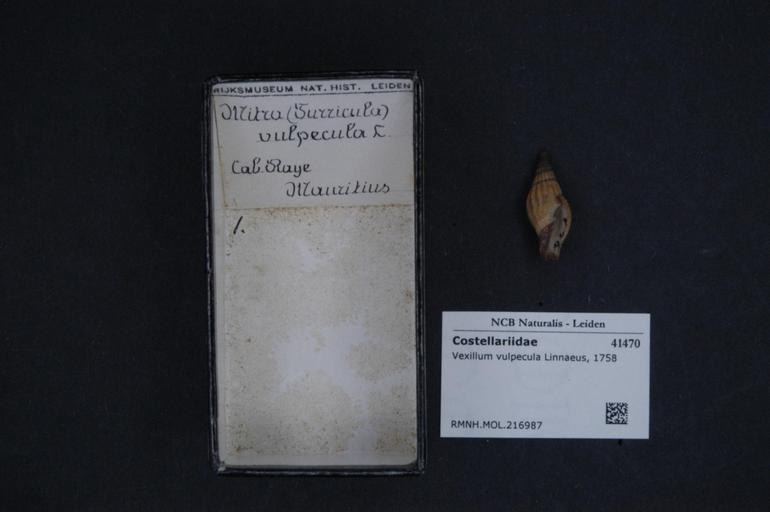 RIJKSMUSEUM NAT. HIST. LEIDEN
Mitra (Turricula)
vulpecula L.
Cab. Raye
Mauritius
1.
NCB Naturalis - Leiden
Costellariidae 41470
Vexillum vulpecula Linnaeus, 1758
RMNH.MOL.216987